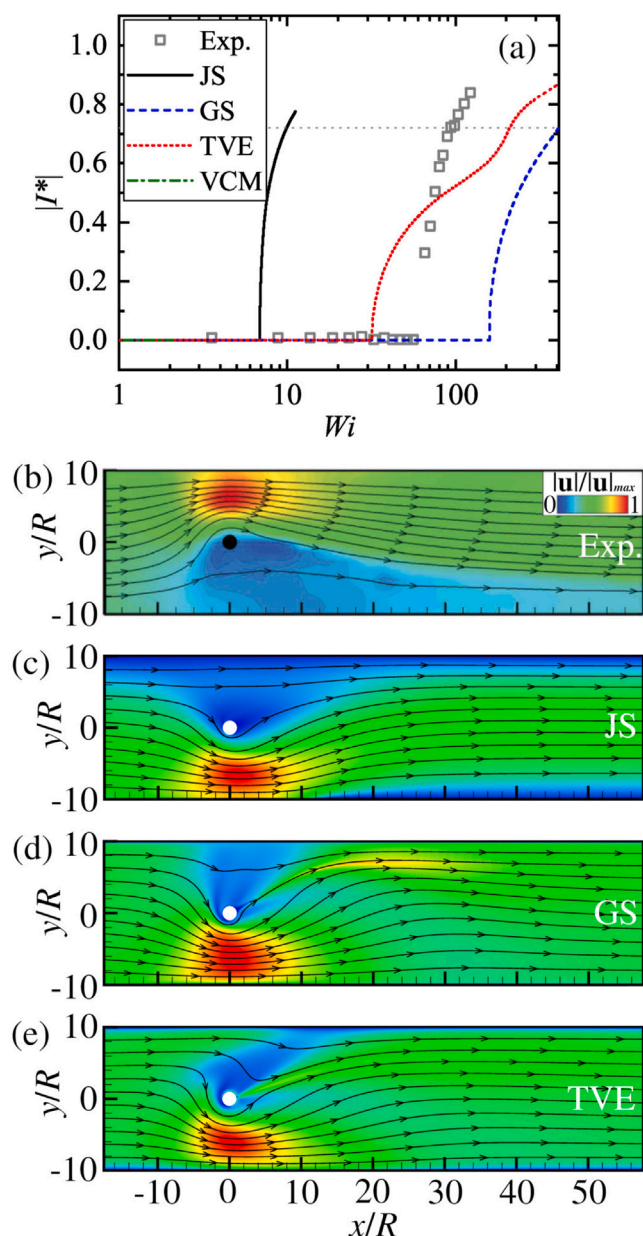 (a)
1.0
0.8
0.6
0.4
0.2
0.0
|I*|
Exp.
JS
GS
TVE
VCM
1 10 100
Wi
(b)
10
0
-10
y/R
|u|/|u|max
0 1
Exp.
(c)
10
0
-10
y/R
JS
(d)
10
0
-10
y/R
GS
(e)
10
0
-10
y/R
TVE
-10 0 10 20 30 40 50
x/R